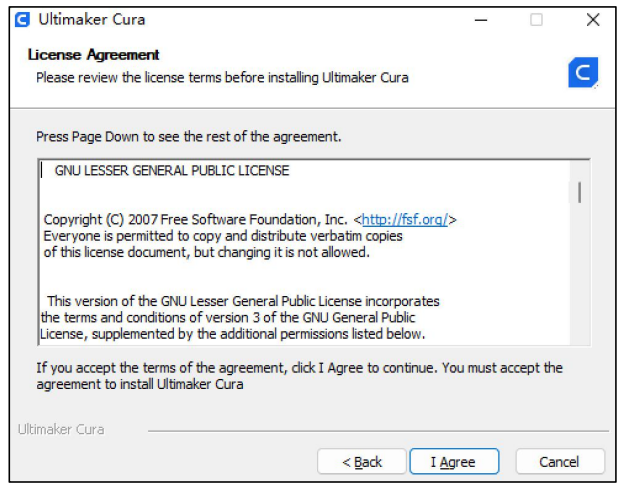 Ultimaker Cura
License Agreement
Please review the license terms before installing Ultimaker Cura
Press Page Down to see the rest of the agreement.
GNU LESSER GENERAL PUBLIC LICENSE
Copyright (C) 2007 Free Software Foundation, Inc. <http://fsf.org/>
Everyone is permitted to copy and distribute verbatim copies
of this license document, but changing it is not allowed.
This version of the GNU Lesser General Public License incorporates
the terms and conditions of version 3 of the GNU General Public
License, supplemented by the additional permissions listed below.
If you accept the terms of the agreement, click I Agree to continue. You must accept the
agreement to install Ultimaker Cura
Ultimaker Cura
< Back I Agree Cancel